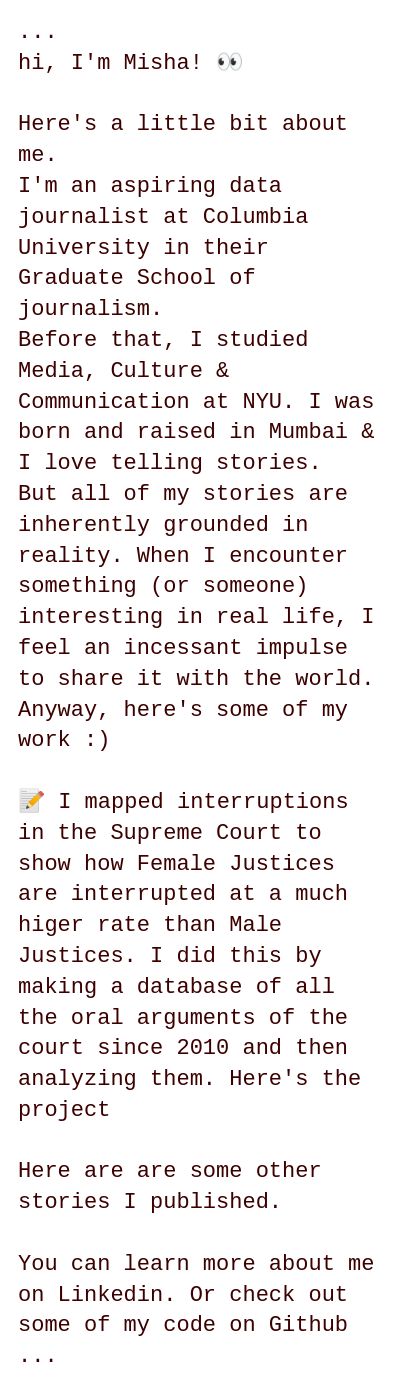 ...
hi, I'm Misha! 👀
Here's a little bit about
me.
I'm an aspiring data
journalist at Columbia
University in their
Graduate School of
journalism.
Before that, I studied
Media, Culture &
Communication at NYU. I was
born and raised in Mumbai &
I love telling stories.
But all of my stories are
inherently grounded in
reality. When I encounter
something (or someone)
interesting in real life, I
feel an incessant impulse
to share it with the world.
Anyway, here's some of my
work :)
📝 I mapped interruptions
in the Supreme Court to
show how Female Justices
are interrupted at a much
higer rate than Male
Justices. I did this by
making a database of all
the oral arguments of the
court since 2010 and then
analyzing them. Here's the
project
Here are are some other
stories I published.
You can learn more about me
on Linkedin. Or check out
some of my code on Github
...